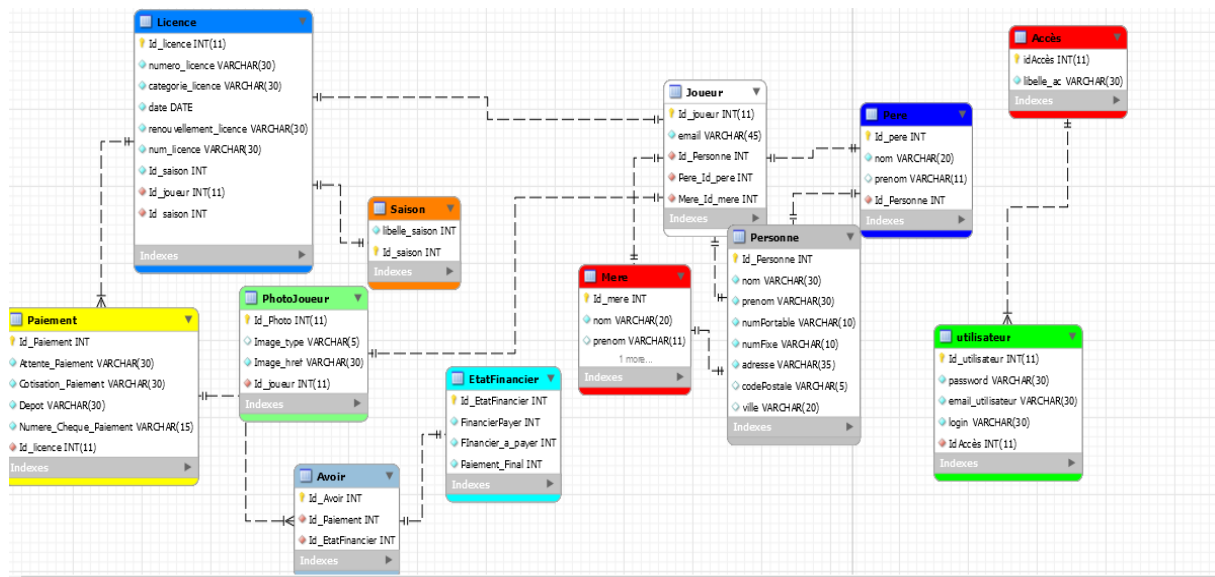 Licence
Id_licence INT(11)
numero_licence VARCHAR(30)
categorie_licence VARCHAR(30)
date DATE
renouvellement_licence VARCHAR(30)
num_licence VARCHAR(30)
Id_saison INT
Id_joueur INT(11)
Id_saison INT
Indexes
Saison
libelle_saison INT
Id_saison INT
Indexes
Joueur
Id_joueur INT(11)
email VARCHAR(45)
Id_Personne INT
Pere_Id_pere INT
Mere_Id_mere INT
Indexes
Pere
Id_pere INT
nom VARCHAR(20)
prenom VARCHAR(11)
Id_Personne INT
Indexes
Accès
idAccès INT(11)
libelle_ac VARCHAR(30)
Indexes
Personne
Id_Personne INT
nom VARCHAR(30)
prenom VARCHAR(30)
numPortable VARCHAR(10)
numFixe VARCHAR(10)
adresse VARCHAR(35)
codePostale VARCHAR(5)
ville VARCHAR(20)
Indexes
Mere
Id_mere INT
nom VARCHAR(20)
prenom VARCHAR(11)
1 more...
Indexes
Paiement
Id_Paiement INT
Attente_Paiement VARCHAR(30)
Cotisation_Paiement VARCHAR(30)
Depot VARCHAR(30)
Numere_Cheque_Paiement VARCHAR(15)
Id_licence INT(11)
Indexes
PhotoJoueur
Id_Photo INT(11)
Image_type VARCHAR(5)
Image_href VARCHAR(30)
Id_joueur INT(11)
Indexes
EtatFinancier
Id_EtatFinancier INT
FinancierPayer INT
FInancier_a_payer INT
Paiement_Final INT
Indexes
utilisateur
Id_utilisateur INT(11)
password VARCHAR(30)
email_utilisateur VARCHAR(30)
login VARCHAR(30)
IdAccès INT(11)
Indexes
Avoir
Id_Avoir INT
Id_Paiement INT
Id_EtatFinancier INT
Indexes